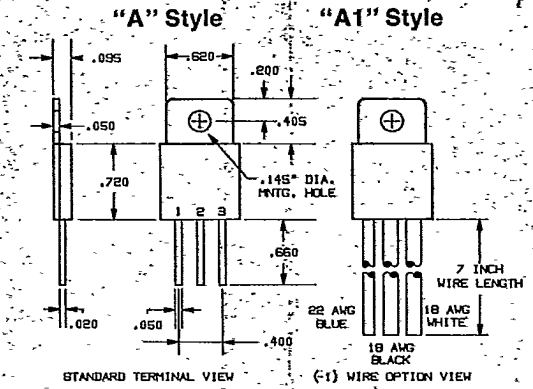 "A" Style
"A1" Style
.095
.620
.200
.050
.405
.720
.145" DIA.
MNTG. HOLE
1 2 3
.660
7 INCH
WIRE LENGTH
.020
.050
.400
22 AWG
BLUE
18 AWG
WHITE
18 AWG
BLACK
STANDARD TERMINAL VIEW
(-1) WIRE OPTION VIEW